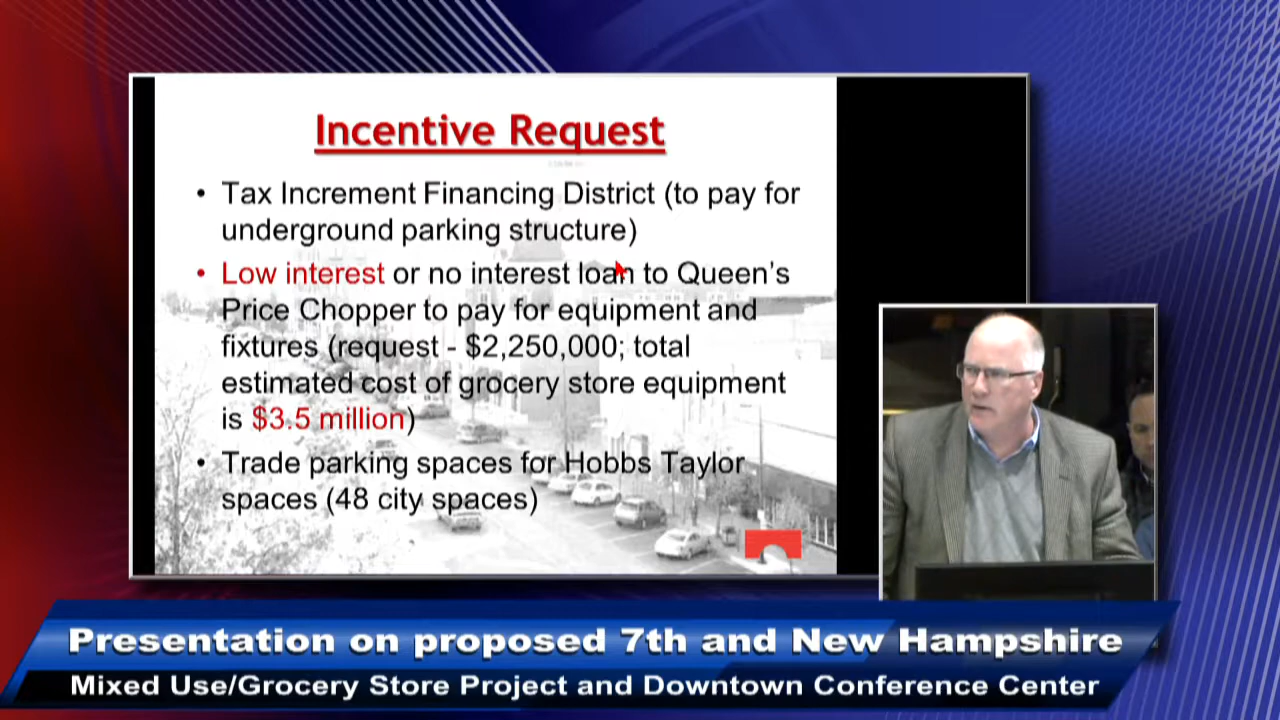 Incentive Request
• Tax Increment Financing District (to pay for
underground parking structure)
• Low interest or no interest loan to Queen's
Price Chopper to pay for equipment and
fixtures (request - $2,250,000; total
estimated cost of grocery store equipment
is $3.5 million)
• Trade parking spaces for Hobbs Taylor
spaces (48 city spaces)
Presentation on proposed 7th and New Hampshire
Mixed Use/Grocery Store Project and Downtown Conference Center